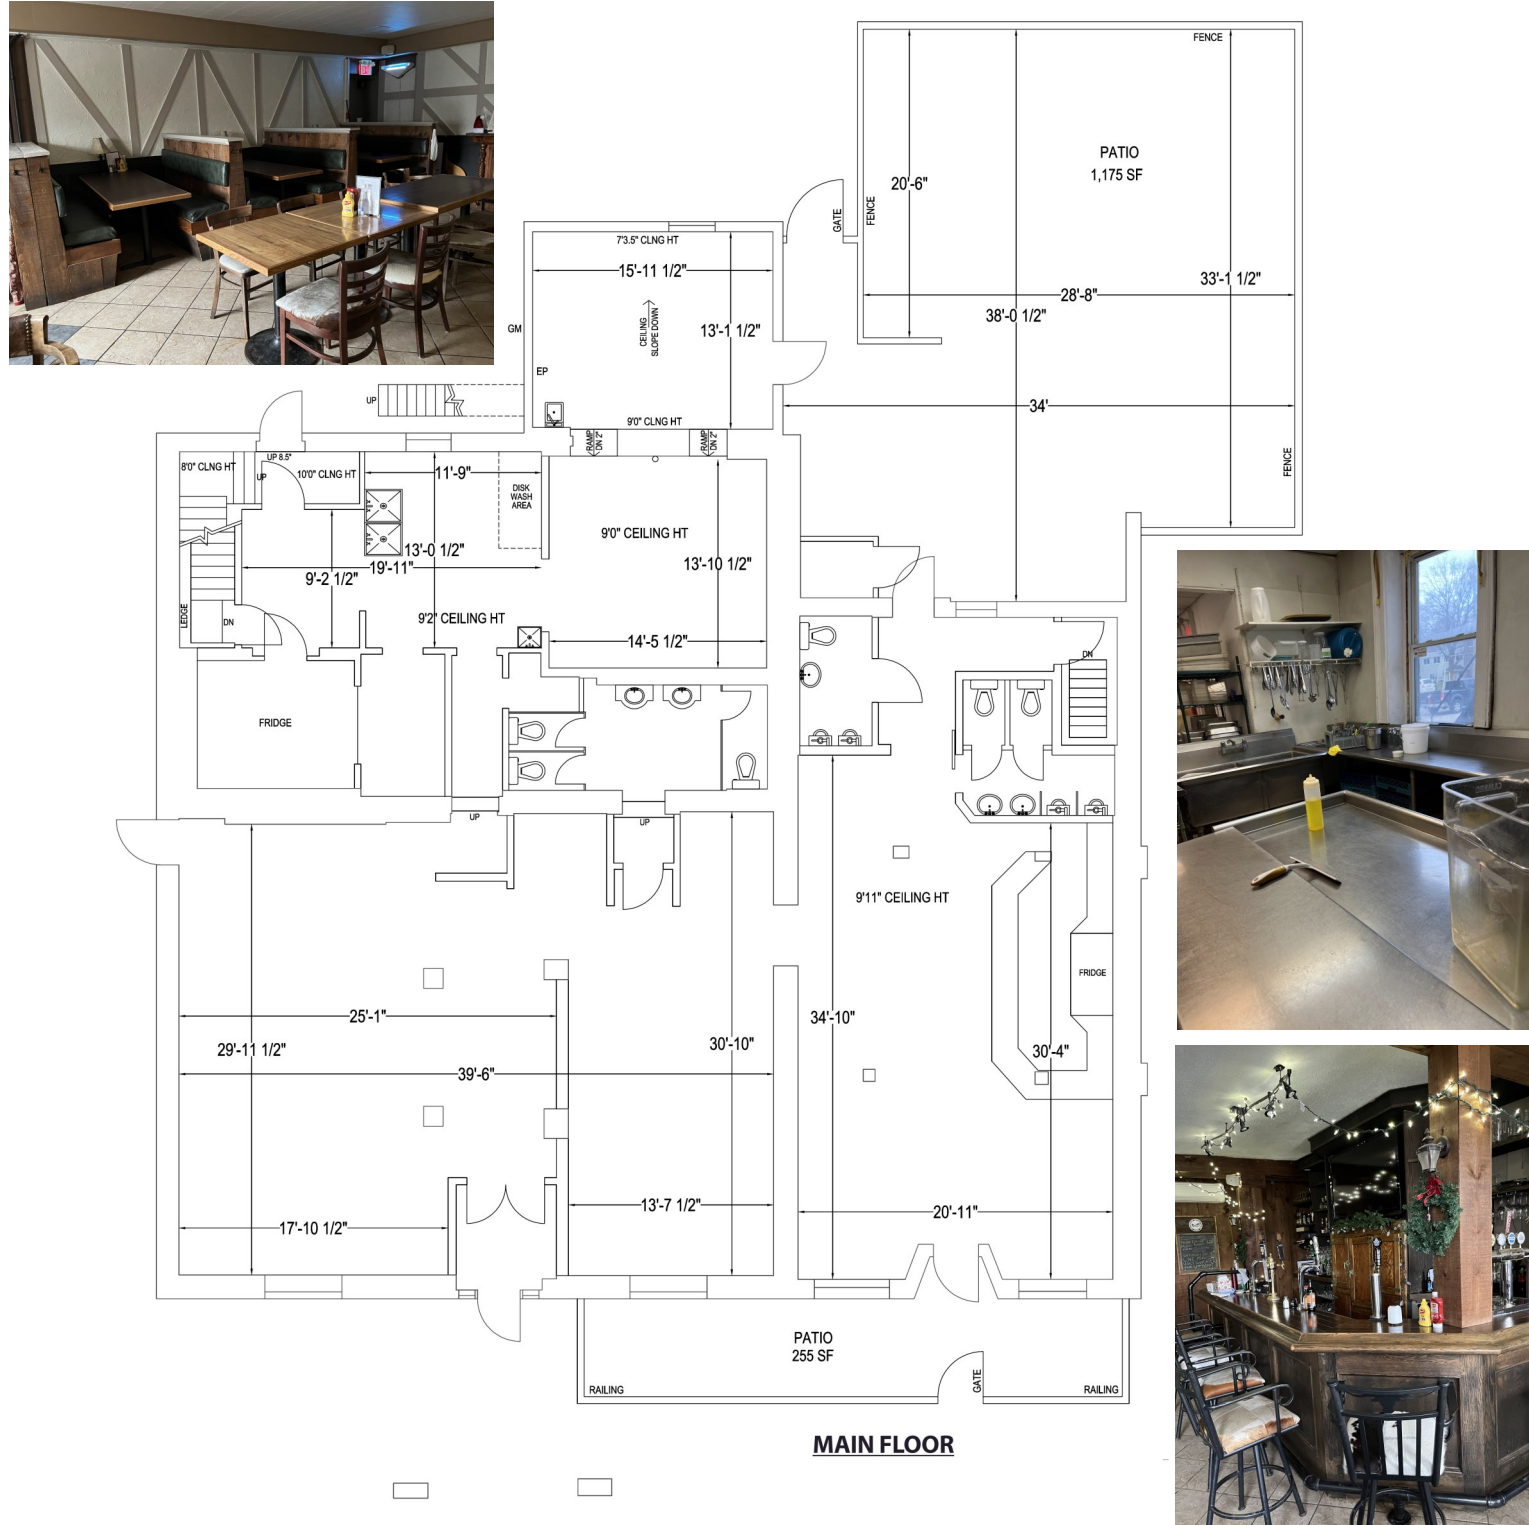 FENCE
PATIO
1,175 SF
20'-6"
FENCE
GATE
33'-1 1/2"
28'-8"
38'-0 1/2"
34'
FENCE
7'3.5" CLNG HT
15'-11 1/2"
CEILING
SLOPE DOWN
13'-1 1/2"
GM
EP
UP
9'0" CLNG HT
RAMP
DN 2"
RAMP
DN 2"
8'0" CLNG HT
UP 8.5"
UP
10'0" CLNG HT
11'-9"
DISK
WASH
AREA
9'0" CEILING HT
13'-0 1/2"
13'-10 1/2"
19'-11"
9'-2 1/2"
LEDGE
DN
9'2" CEILING HT
14'-5 1/2"
DN
FRIDGE
UP
UP
9'11" CEILING HT
FRIDGE
25'-1"
34'-10"
29'-11 1/2"
30'-10"
30'-4"
39'-6"
13'-7 1/2"
20'-11"
17'-10 1/2"
PATIO
255 SF
RAILING
GATE
RAILING
MAIN FLOOR